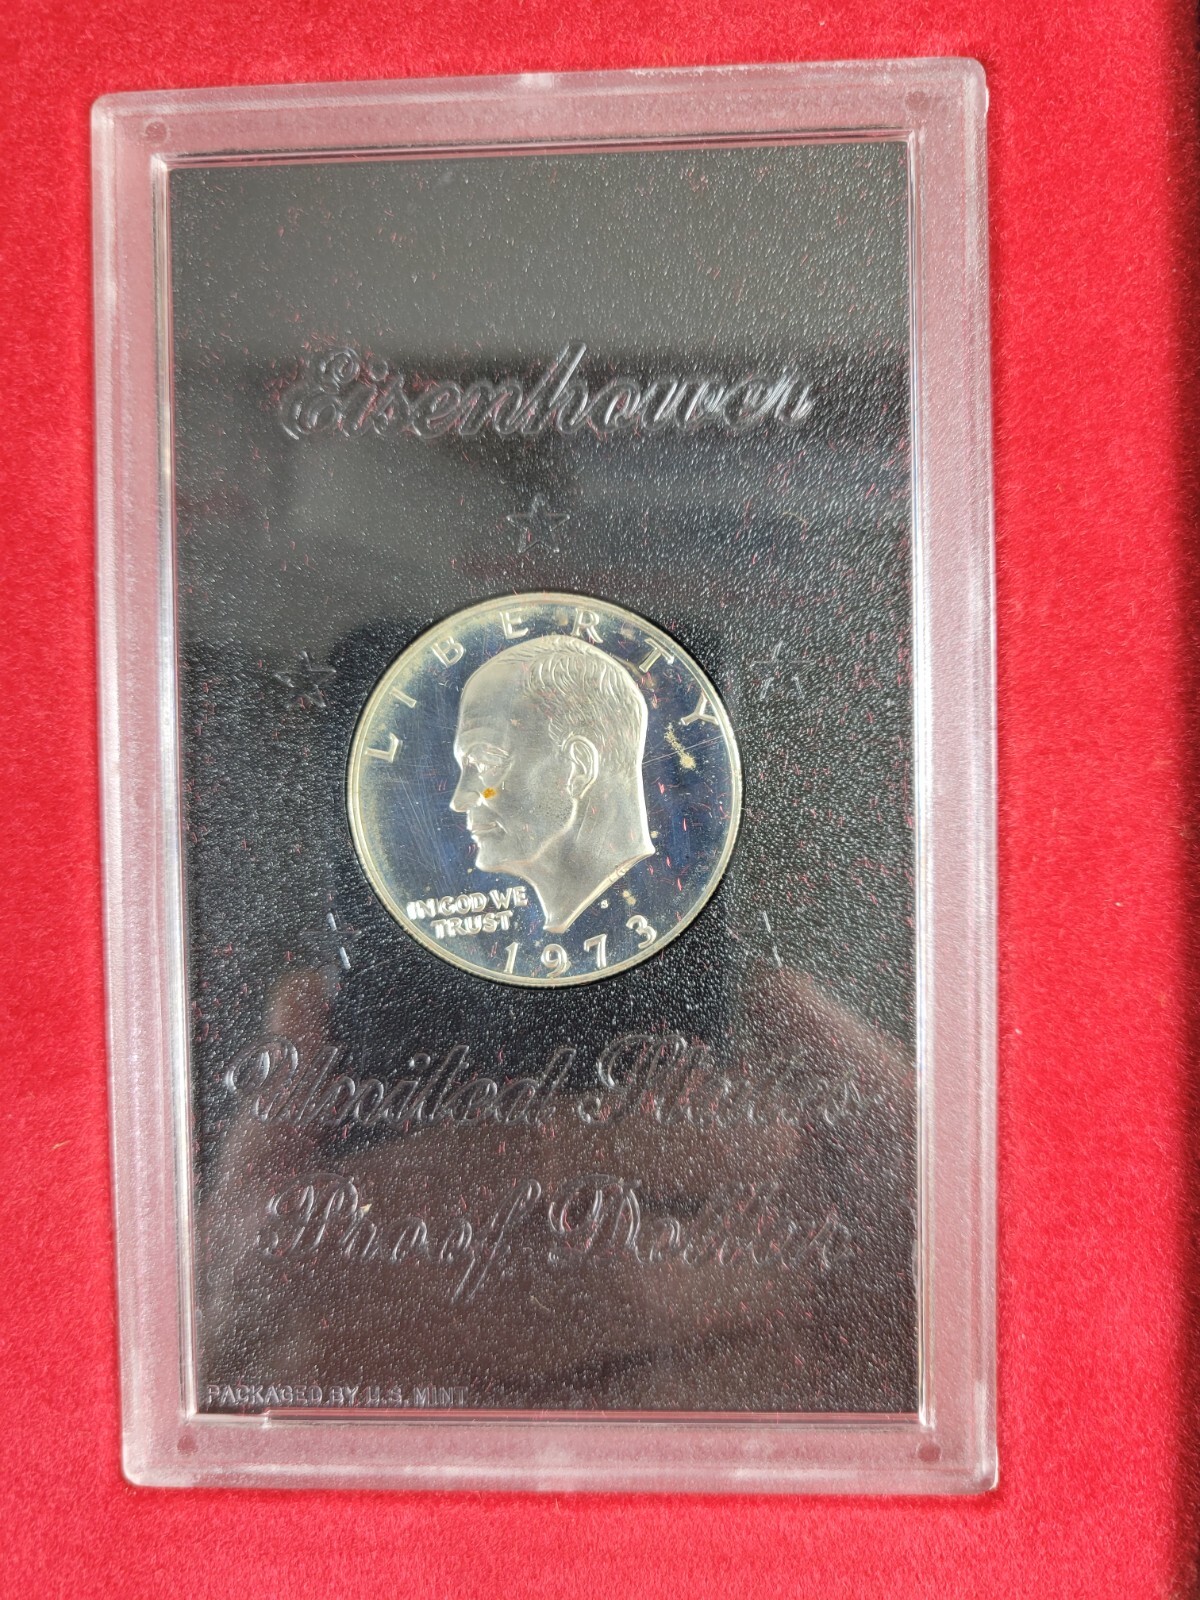 Eisenhower
LIBERTY
IN GOD WE
TRUST
S
1973
United States
Proof Dollar
PACKAGED BY U.S. MINT